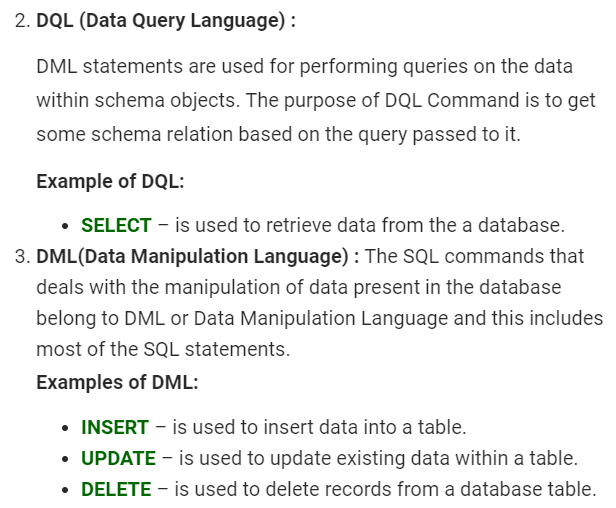 2. DQL (Data Query Language) :
DML statements are used for performing queries on the data
within schema objects. The purpose of DQL Command is to get
some schema relation based on the query passed to it.
Example of DQL:
• SELECT – is used to retrieve data from the a database.
3. DML(Data Manipulation Language) : The SQL commands that
deals with the manipulation of data present in the database
belong to DML or Data Manipulation Language and this includes
most of the SQL statements.
Examples of DML:
• INSERT – is used to insert data into a table.
• UPDATE – is used to update existing data within a table.
• DELETE – is used to delete records from a database table.